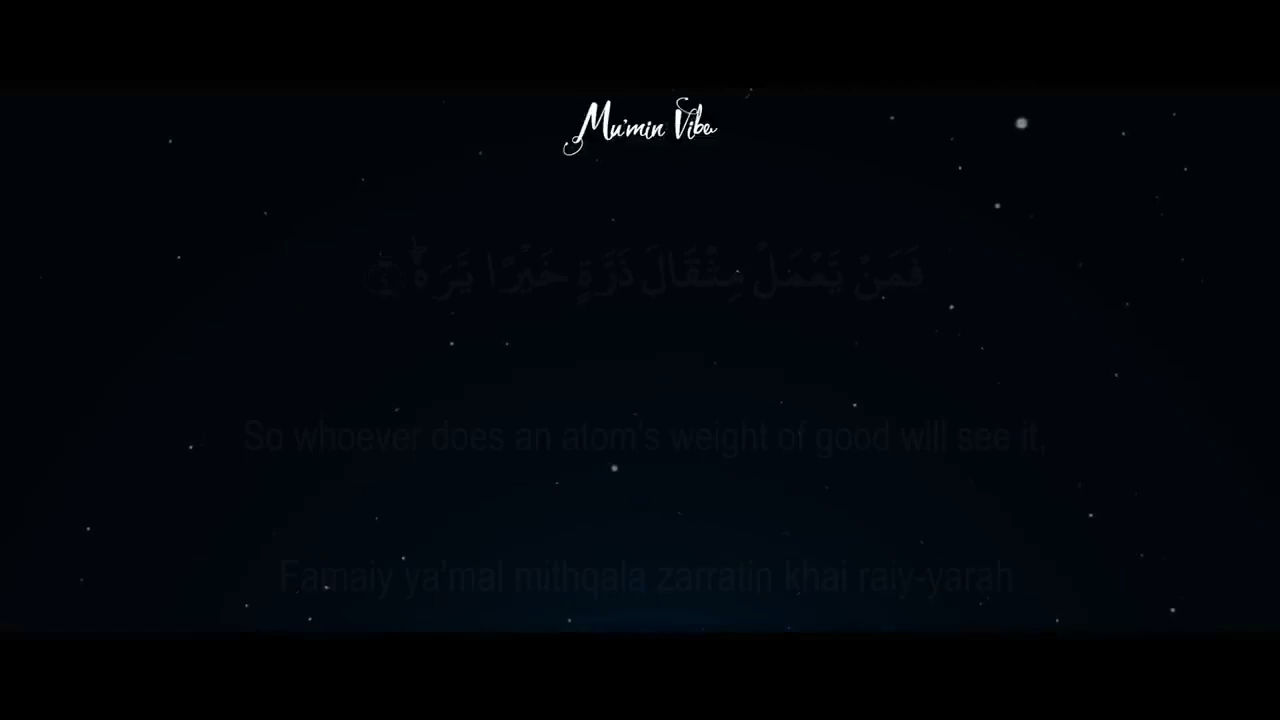 Mu'min Vibe
فَمَنْ يَّعْمَلْ مِثْقَالَ ذَرَّةٍ خَيْرًا يَّرَهٗ ؕ
So whoever does an atom's weight of good will see it,
Famaiy ya'mal mithqala zarratin khai raiy-yarah